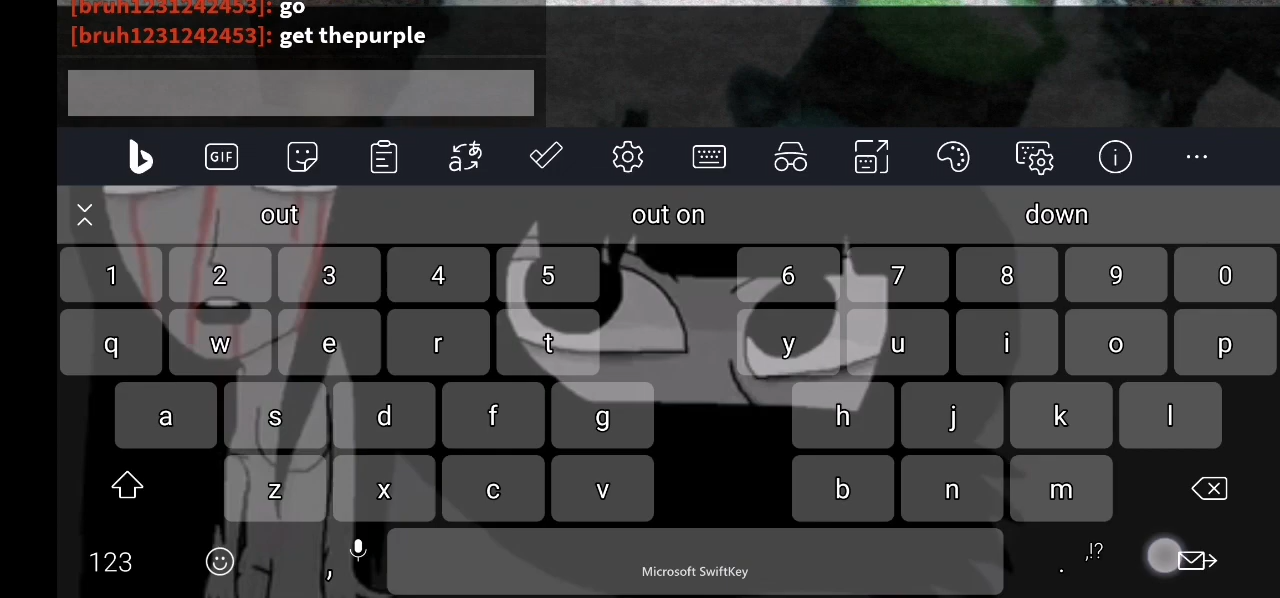 [bruh1231242453]: go
[bruh1231242453]: get thepurple
GIF
out out on down
1 2 3 4 5 6 7 8 9 0
q w e r t y u i o p
a s d f g h j k l
z x c v b n m
123 , Microsoft SwiftKey . ,!?